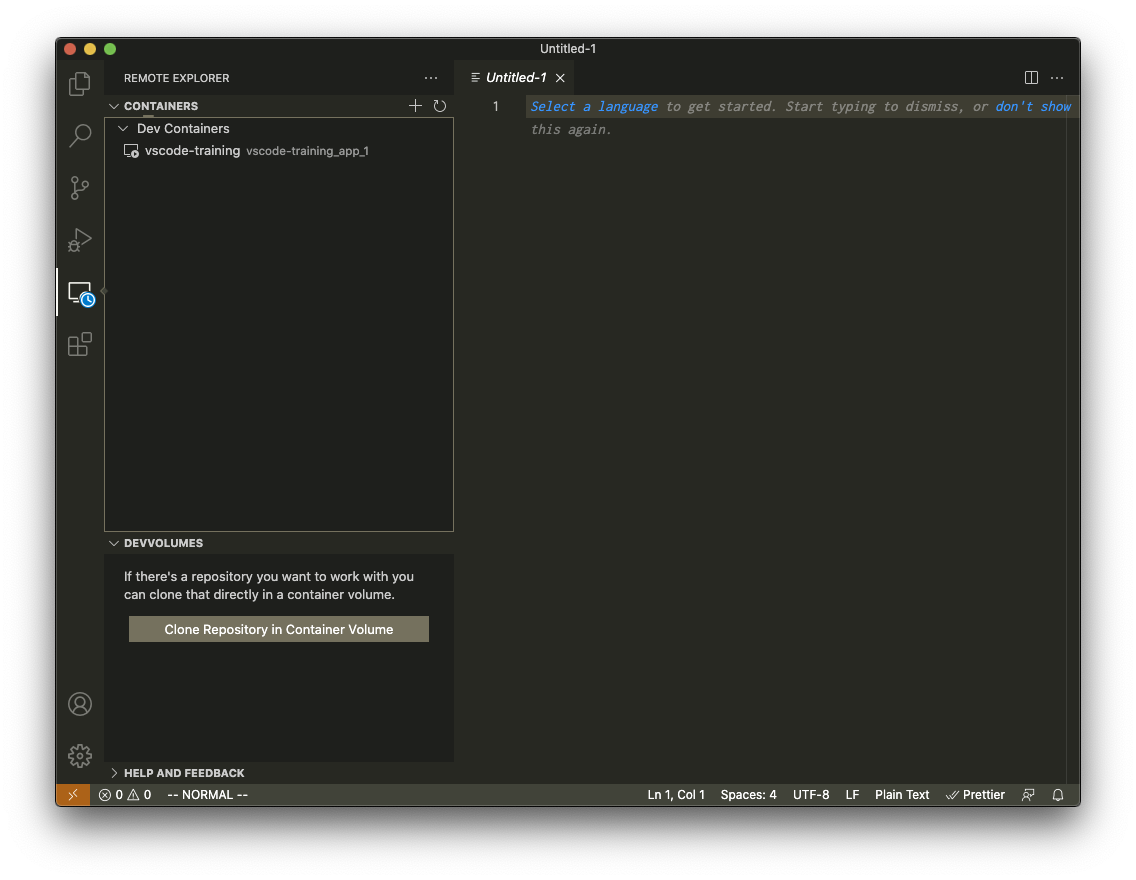 Untitled-1
REMOTE EXPLORER
Untitled-1
CONTAINERS
Dev Containers
vscode-training vscode-training_app_1
1
Select a language to get started. Start typing to dismiss, or don't show
this again.
DEVVOLUMES
If there's a repository you want to work with you
can clone that directly in a container volume.
Clone Repository in Container Volume
HELP AND FEEDBACK
0 0 -- NORMAL -- Ln 1, Col 1 Spaces: 4 UTF-8 LF Plain Text Prettier